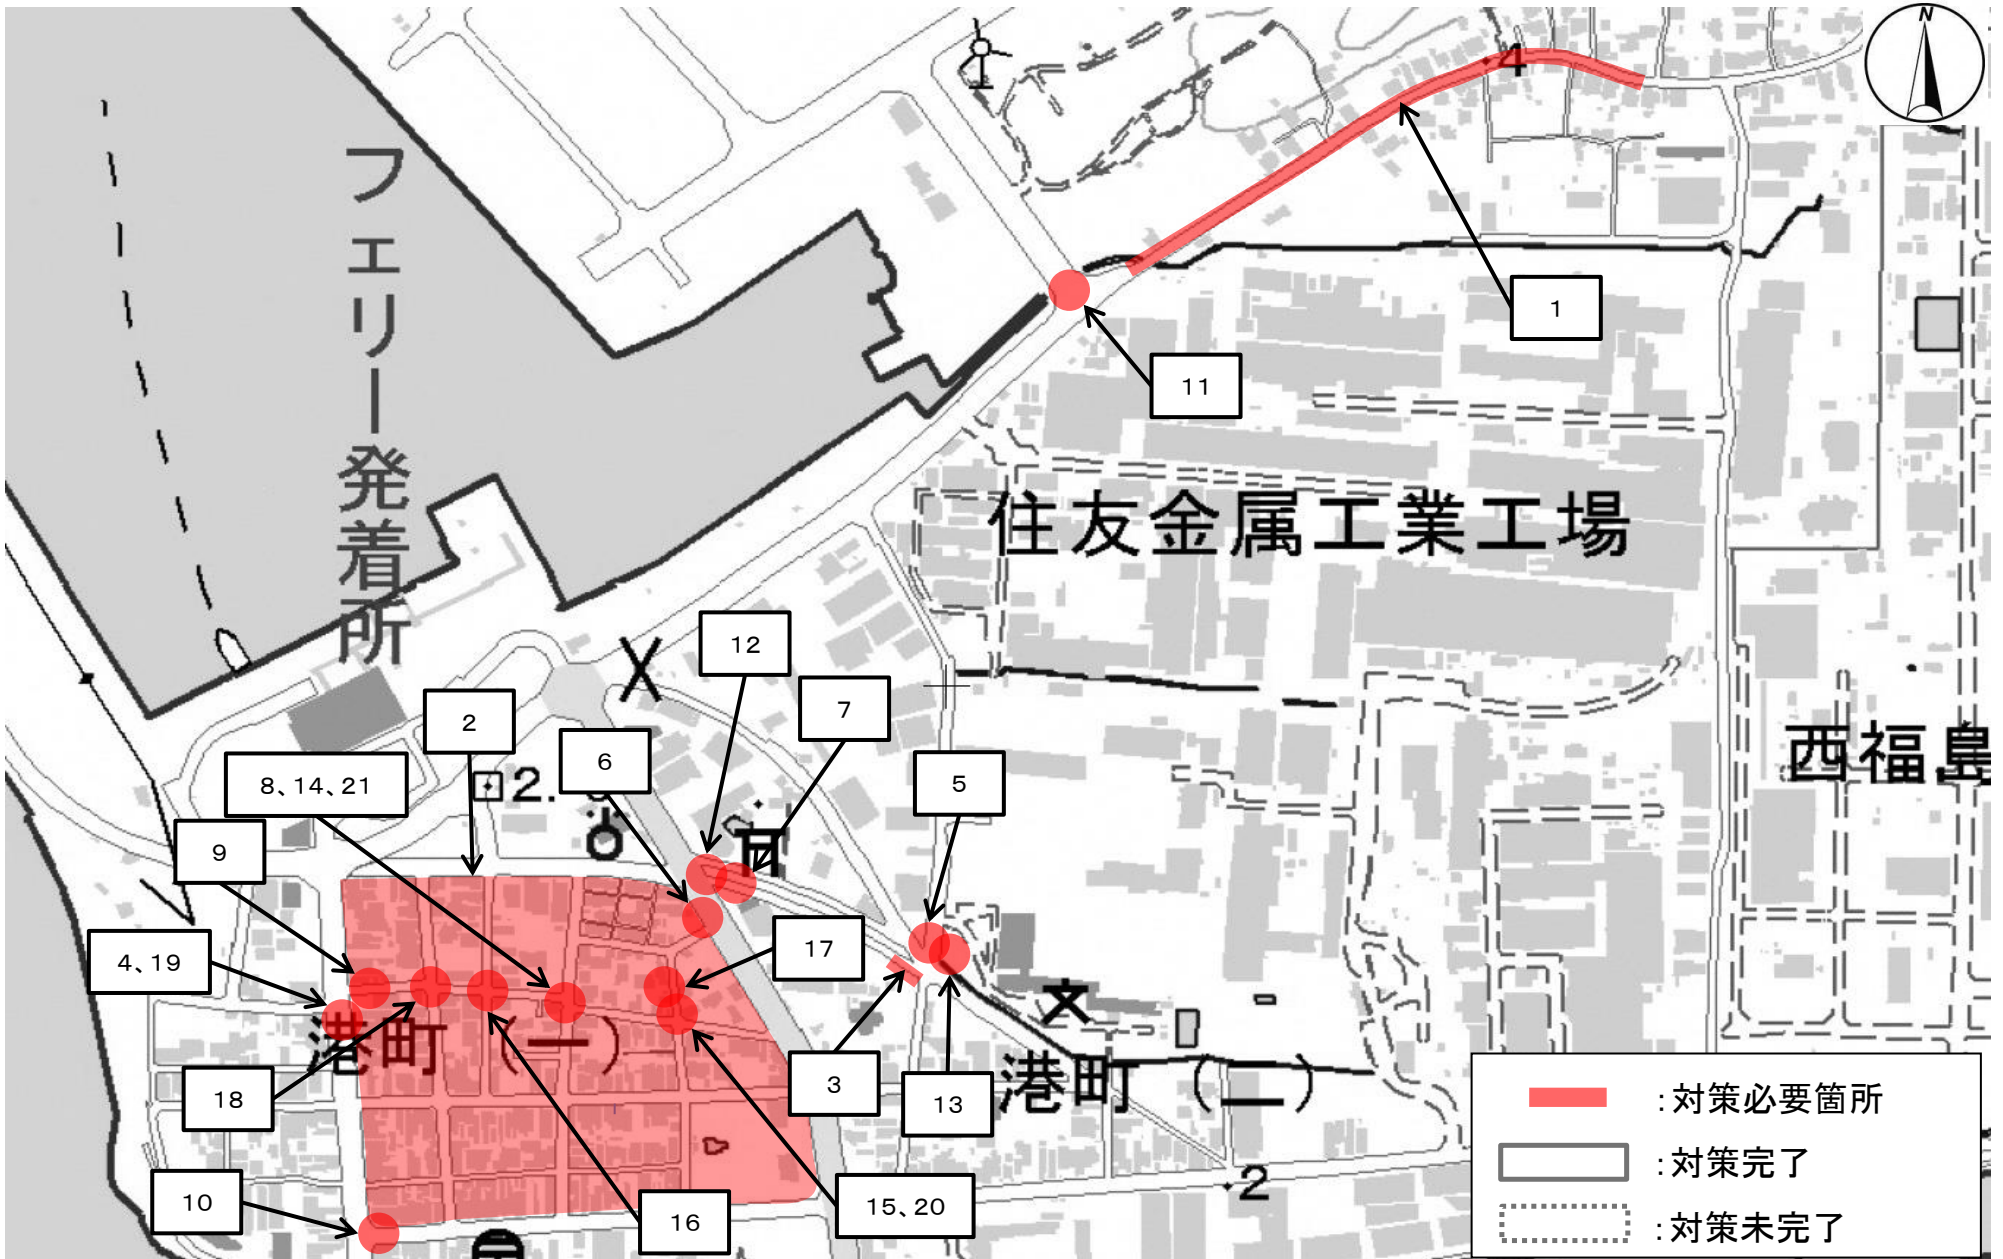 N
4
フェリー発着所
1
11
住友金属工業工場
12
7
2
6
5
西福島
8、14、21
2.
9
17
4、19
港町(一)
3
13
港町(二)
18
10
16
15、20
2
:対策必要箇所
:対策完了
:対策未完了